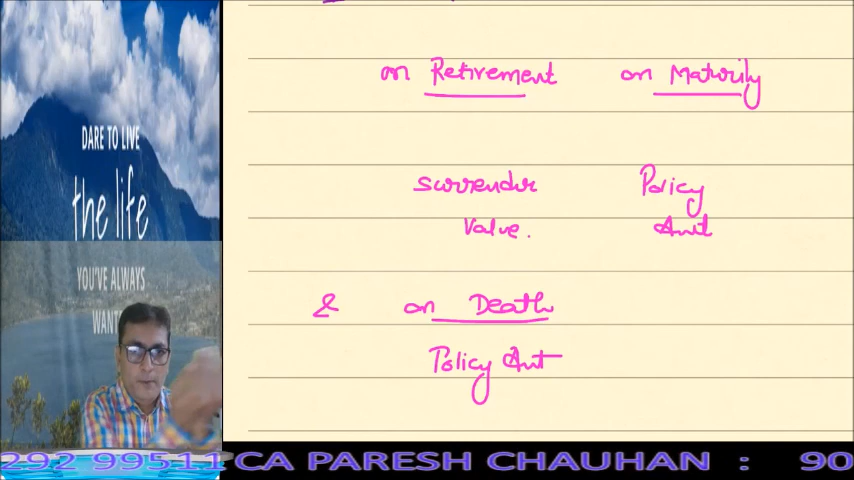 on Retirement on Maturity
surrender Policy
Value. Amt
& on Death
Policy Amt
DARE TO LIVE
the life
YOU'VE ALWAYS
WANT
292 99511 CA PARESH CHAUHAN : 90